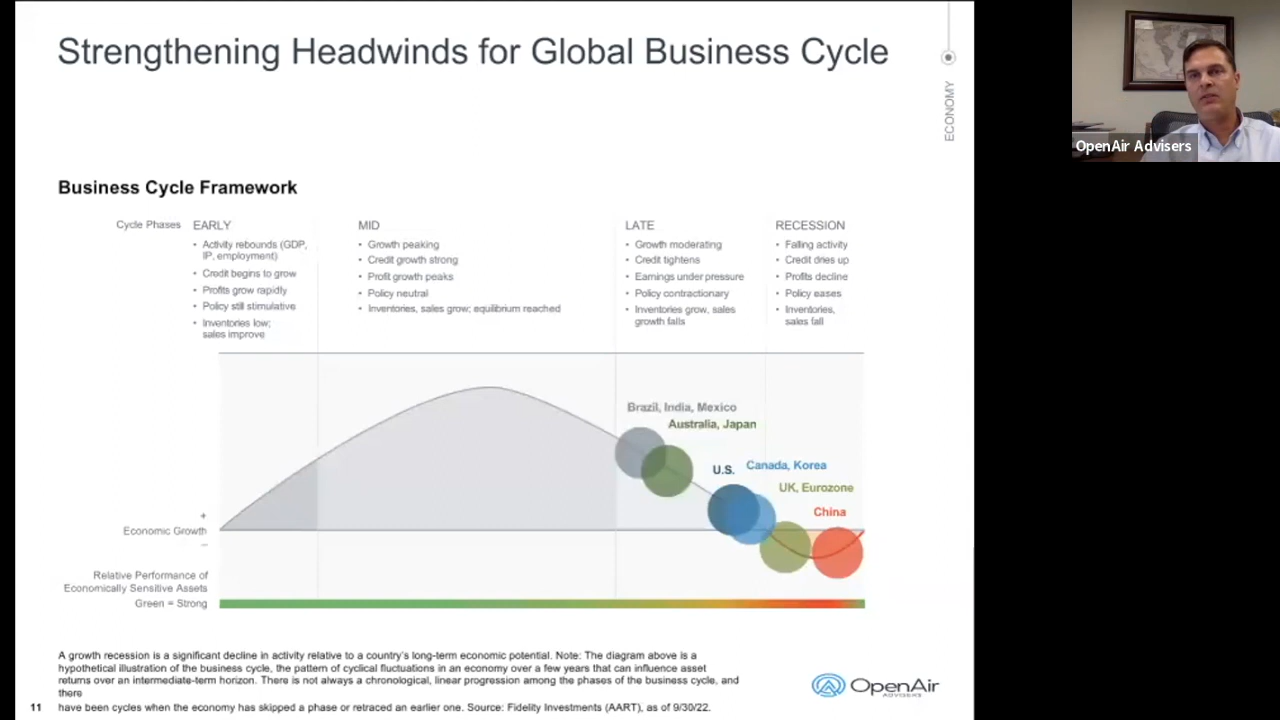 Strengthening Headwinds for Global Business Cycle
ECONOMY
OpenAir Advisers
Business Cycle Framework
Cycle Phases
EARLY
• Activity rebounds (GDP,
IP, employment)
• Credit begins to grow
• Profits grow rapidly
• Policy still stimulative
• Inventories low;
sales improve
MID
• Growth peaking
• Credit growth strong
• Profit growth peaks
• Policy neutral
• Inventories, sales grow; equilibrium reached
LATE
• Growth moderating
• Credit tightens
• Earnings under pressure
• Policy contractionary
• Inventories grow, sales
growth falls
RECESSION
• Falling activity
• Credit dries up
• Profits decline
• Policy eases
• Inventories,
sales fall
Brazil, India, Mexico
Australia, Japan
U.S.
Canada, Korea
UK, Eurozone
China
+
Economic Growth
–
Relative Performance of
Economically Sensitive Assets
Green = Strong
A growth recession is a significant decline in activity relative to a country's long-term economic potential. Note: The diagram above is a
hypothetical illustration of the business cycle, the pattern of cyclical fluctuations in an economy over a few years that can influence asset
returns over an intermediate-term horizon. There is not always a chronological, linear progression among the phases of the business cycle, and
there
have been cycles when the economy has skipped a phase or retraced an earlier one. Source: Fidelity Investments (AART), as of 9/30/22.
11
OpenAir
ADVISERS